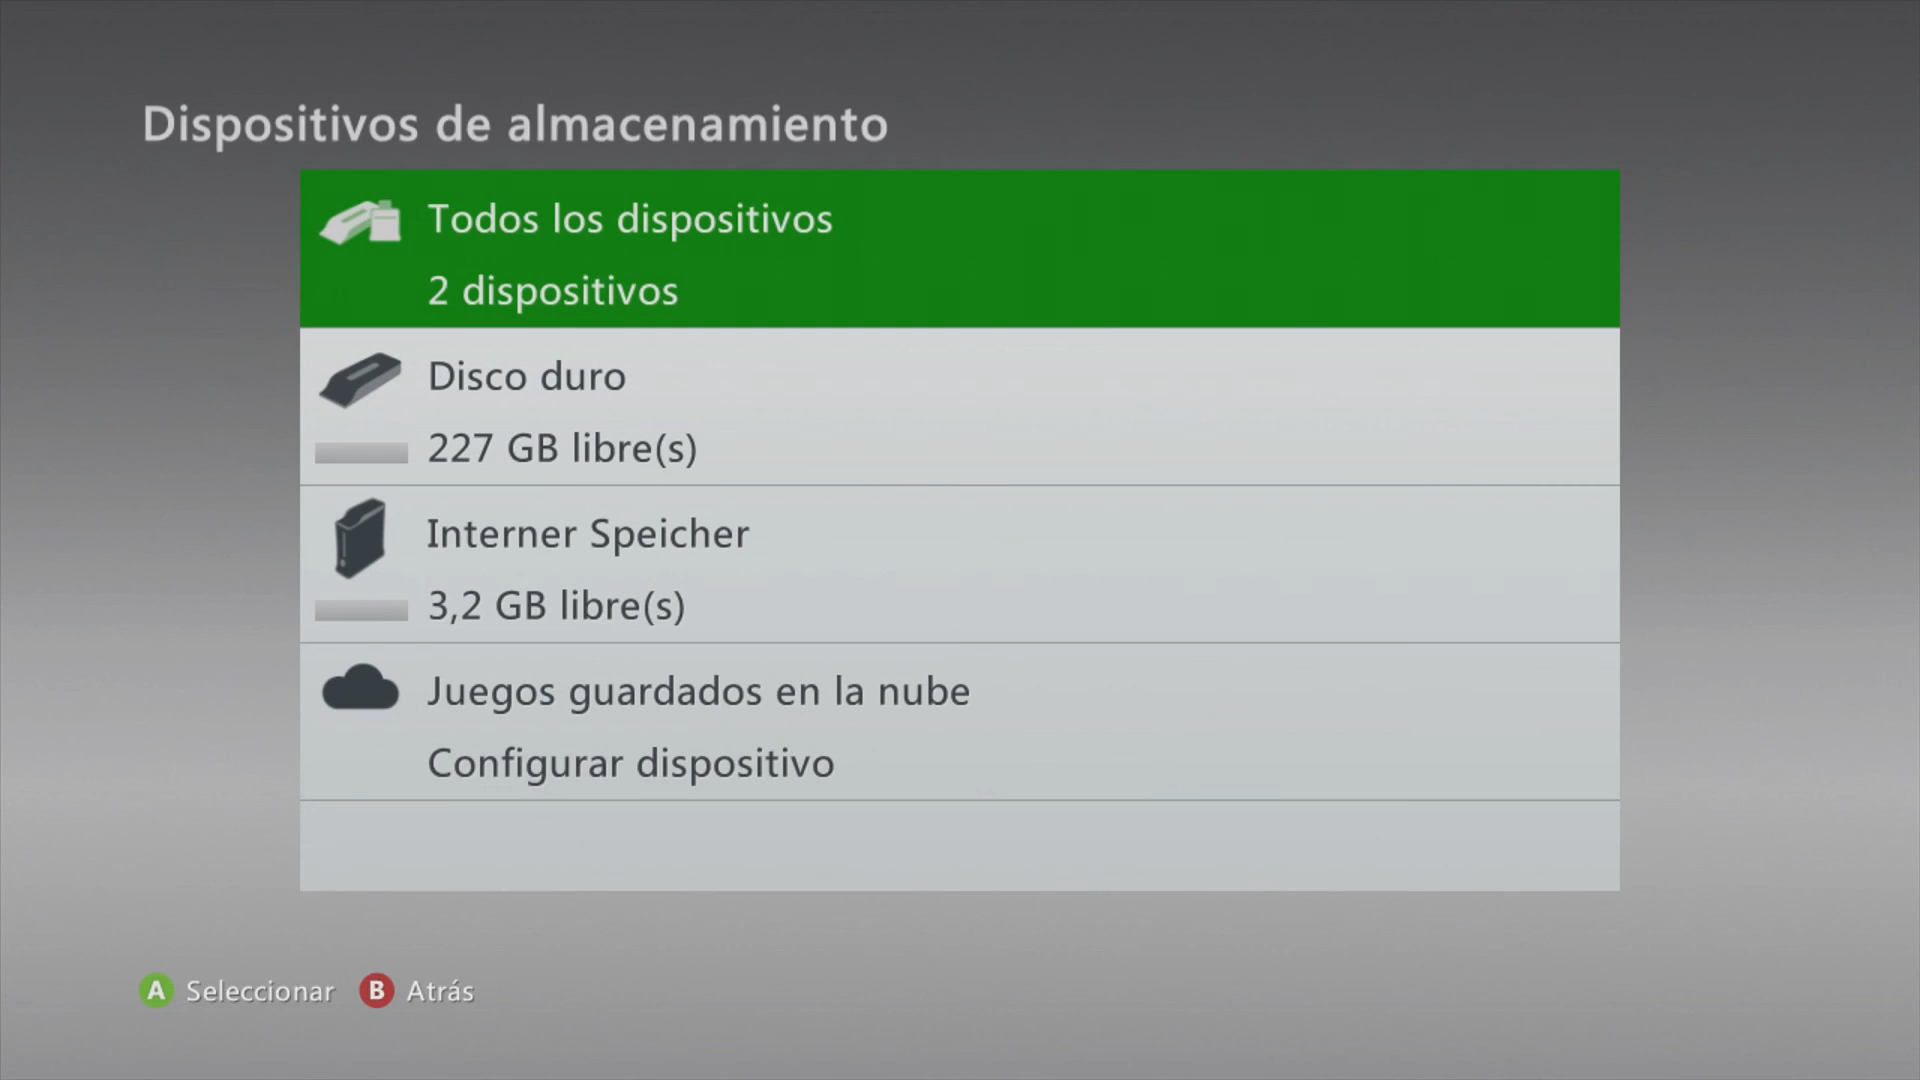 Dispositivos de almacenamiento
Todos los dispositivos
2 dispositivos
Disco duro
227 GB libre(s)
Interner Speicher
3,2 GB libre(s)
Juegos guardados en la nube
Configurar dispositivo
A Seleccionar B Atrás